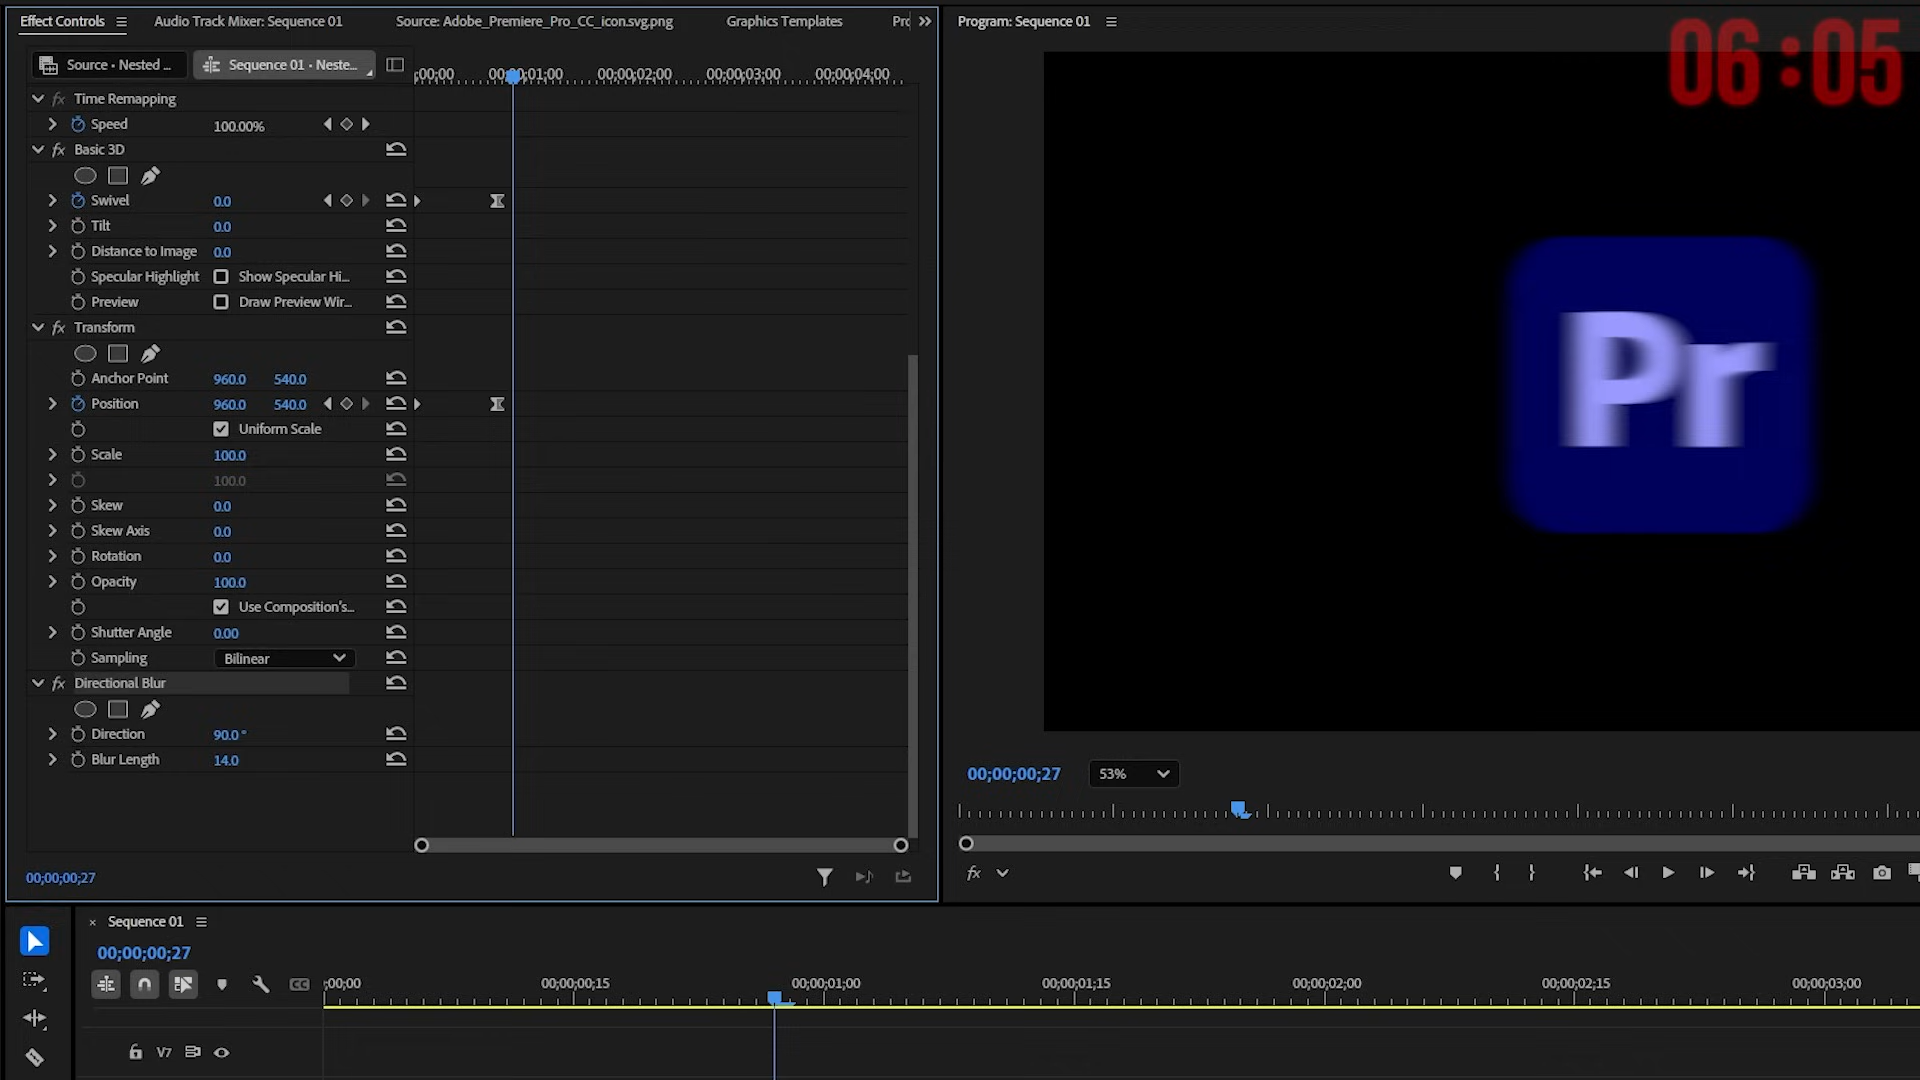 Effect Controls
Audio Track Mixer: Sequence 01
Source: Adobe_Premiere_Pro_CC_icon.svg.png
Graphics Templates
Program: Sequence 01
06:05
Source • Nested ...
Sequence 01 • Neste...
;00;00
00;00;01;00
00;00;02;00
00;00;03;00
00;00;04;00
fx Time Remapping
Speed 100.00%
fx Basic 3D
Swivel 0.0
Tilt 0.0
Distance to Image 0.0
Specular Highlight Show Specular Hi...
Preview Draw Preview Wir...
fx Transform
Anchor Point 960.0 540.0
Position 960.0 540.0
Uniform Scale
Scale 100.0
100.0
Skew 0.0
Skew Axis 0.0
Rotation 0.0
Opacity 100.0
Use Composition's...
Shutter Angle 0.00
Sampling Bilinear
fx Directional Blur
Direction 90.0°
Blur Length 14.0
00;00;00;27
Pr
00;00;00;27
53%
fx
× Sequence 01
00;00;00;27
CC
;00;00
00;00;00;15
00;00;01;00
00;00;01;15
00;00;02;00
00;00;02;15
00;00;03;00
V7